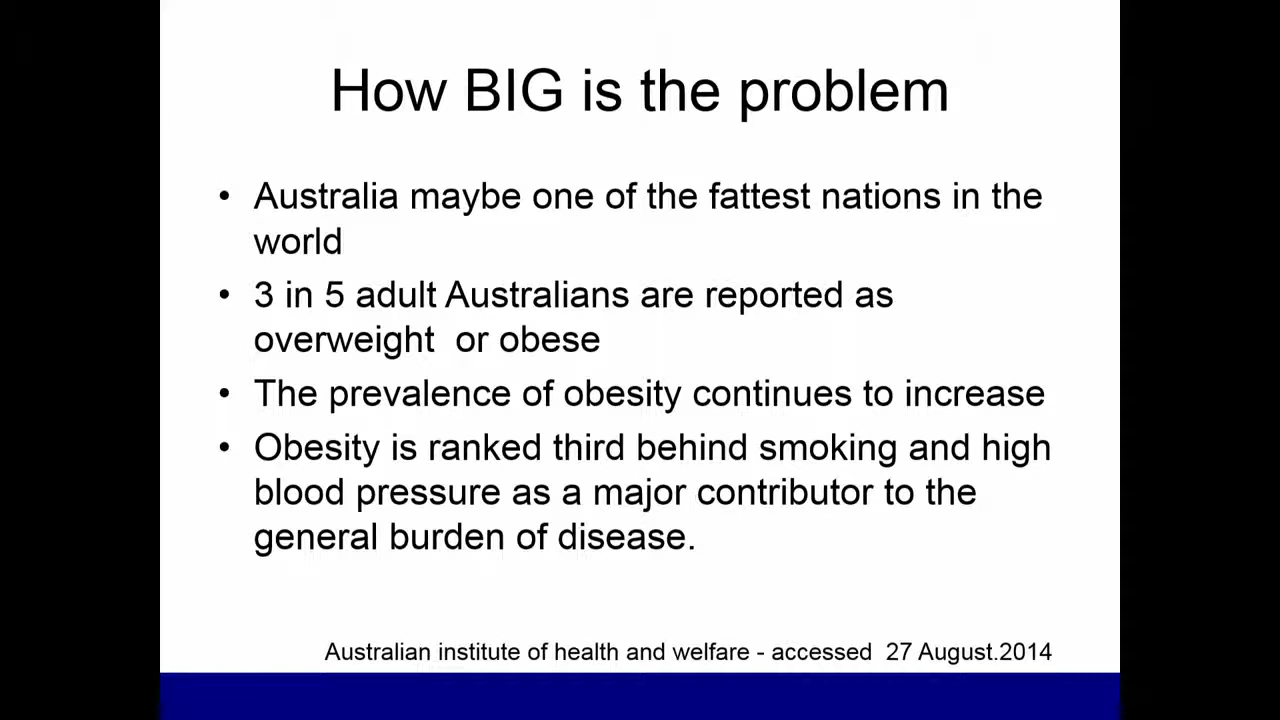 How BIG is the problem
• Australia maybe one of the fattest nations in the
world
• 3 in 5 adult Australians are reported as
overweight  or obese
• The prevalence of obesity continues to increase
• Obesity is ranked third behind smoking and high
blood pressure as a major contributor to the
general burden of disease.
Australian institute of health and welfare - accessed  27 August.2014